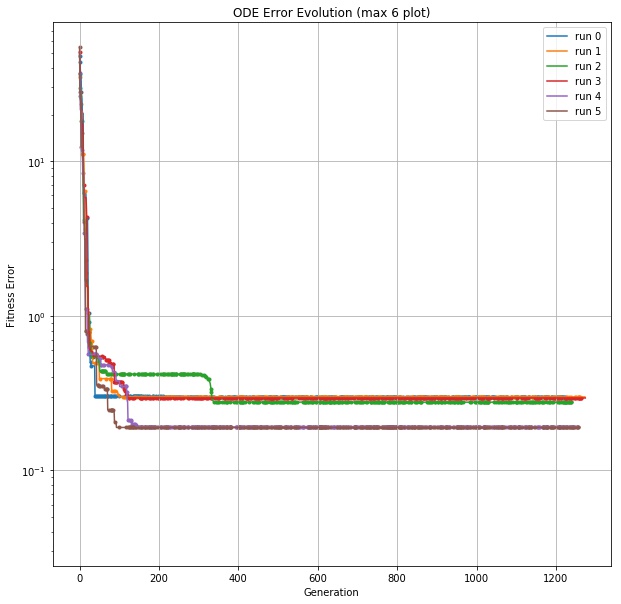 ODE Error Evolution (max 6 plot)
run 0
run 1
run 2
run 3
run 4
run 5
Fitness Error
10¹
10⁰
10⁻¹
0 200 400 600 800 1000 1200
Generation